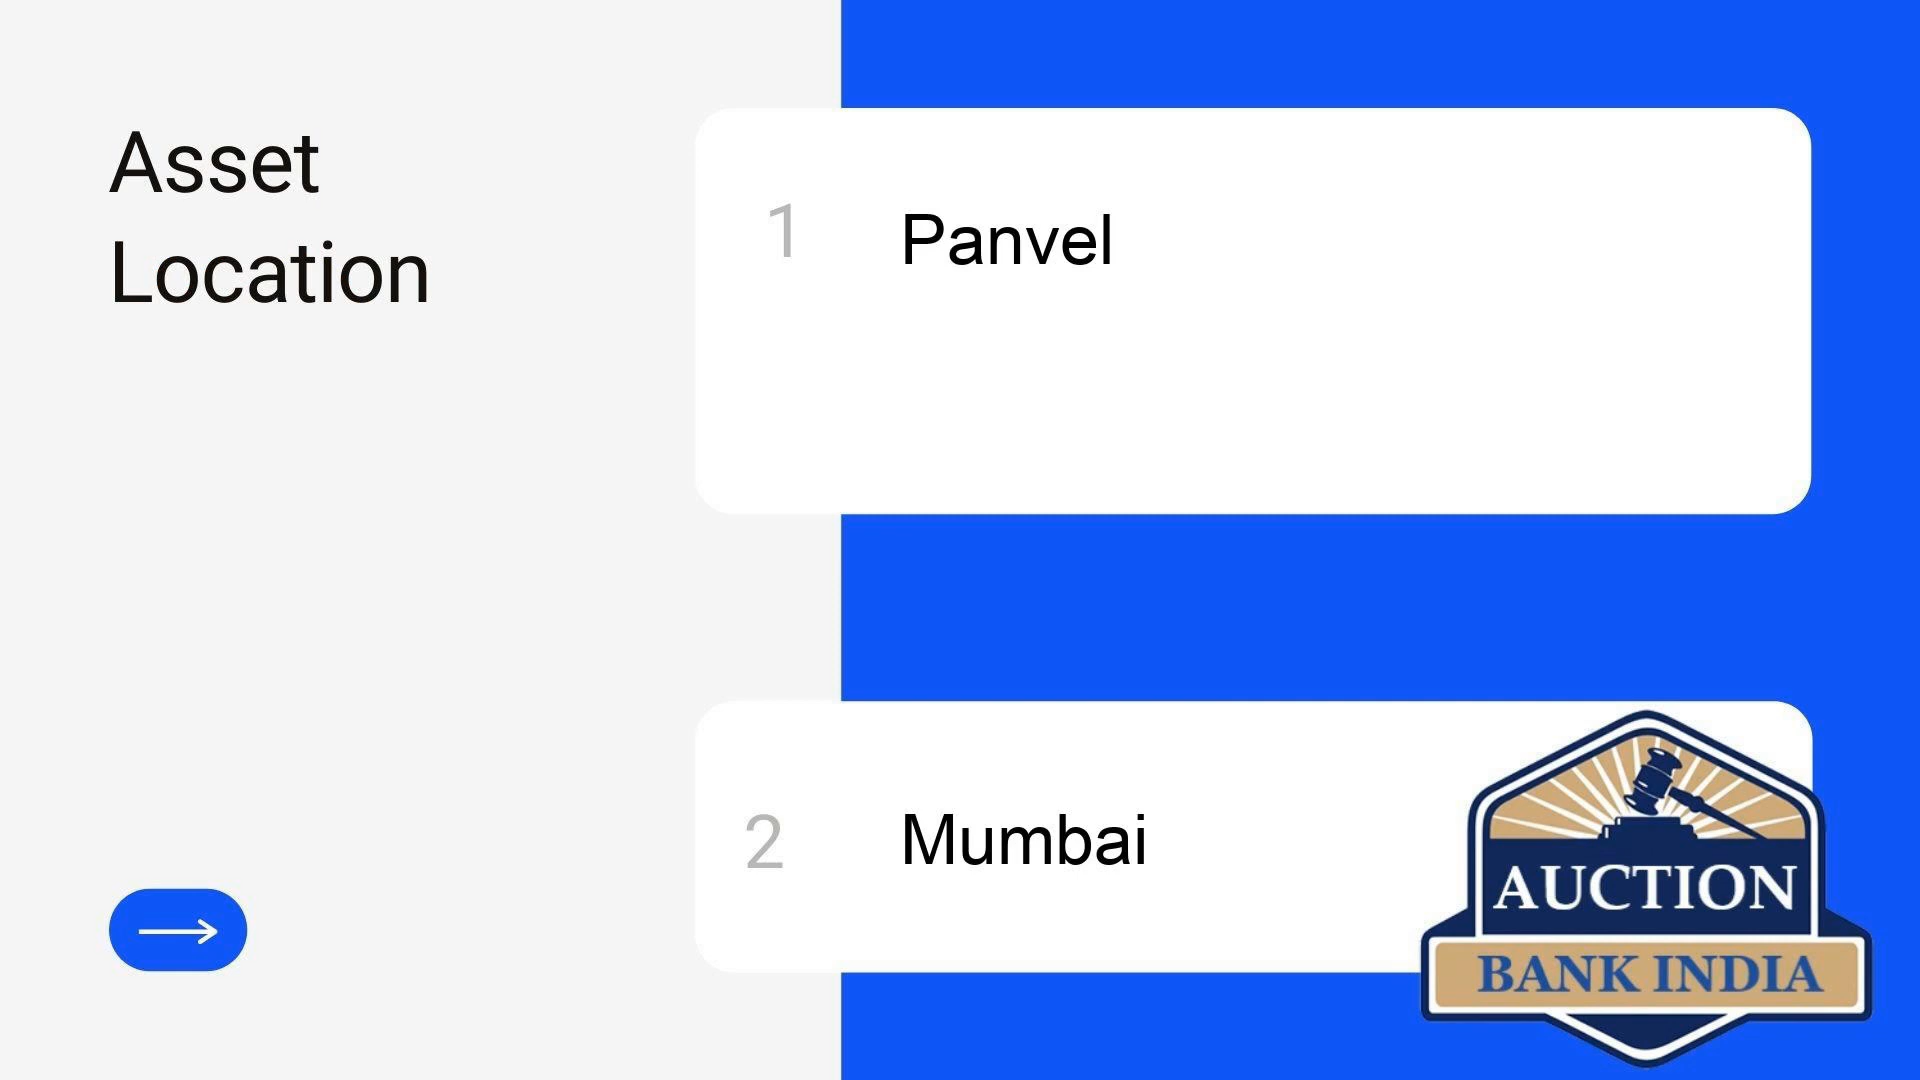 Asset
Location
1
Panvel
2
Mumbai
AUCTION
BANK INDIA